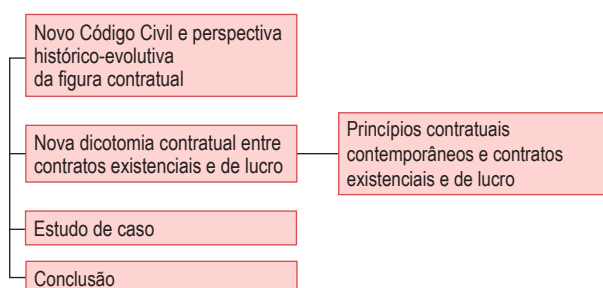 Novo Código Civil e perspectiva
histórico-evolutiva
da figura contratual
Nova dicotomia contratual entre
contratos existenciais e de lucro
Princípios contratuais
contemporâneos e contratos
existenciais e de lucro
Estudo de caso
Conclusão